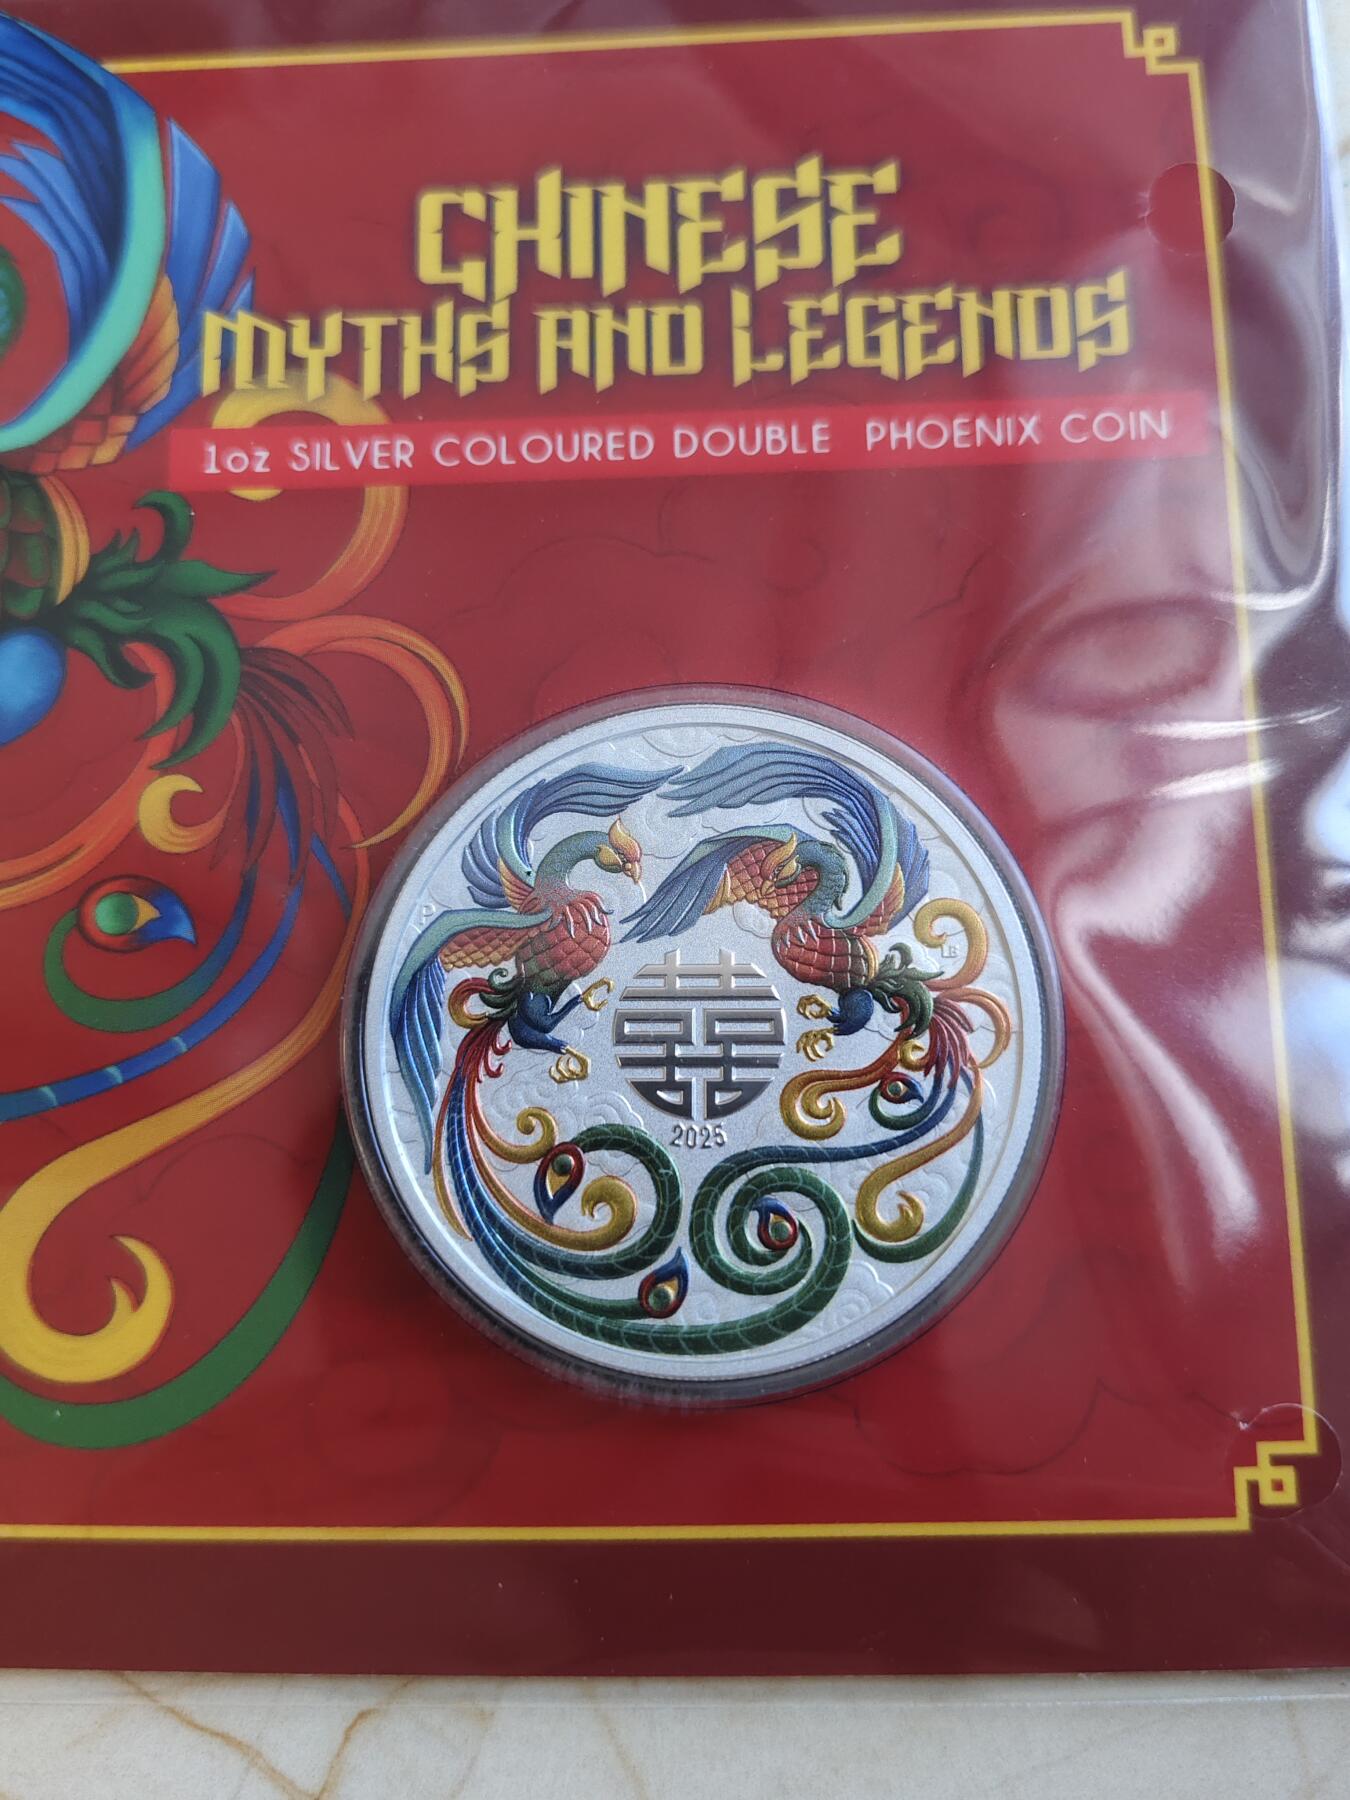 CHINESE
MYTHS AND LEGENDS
1oz SILVER COLOURED DOUBLE PHOENIX COIN
P
囍
2025